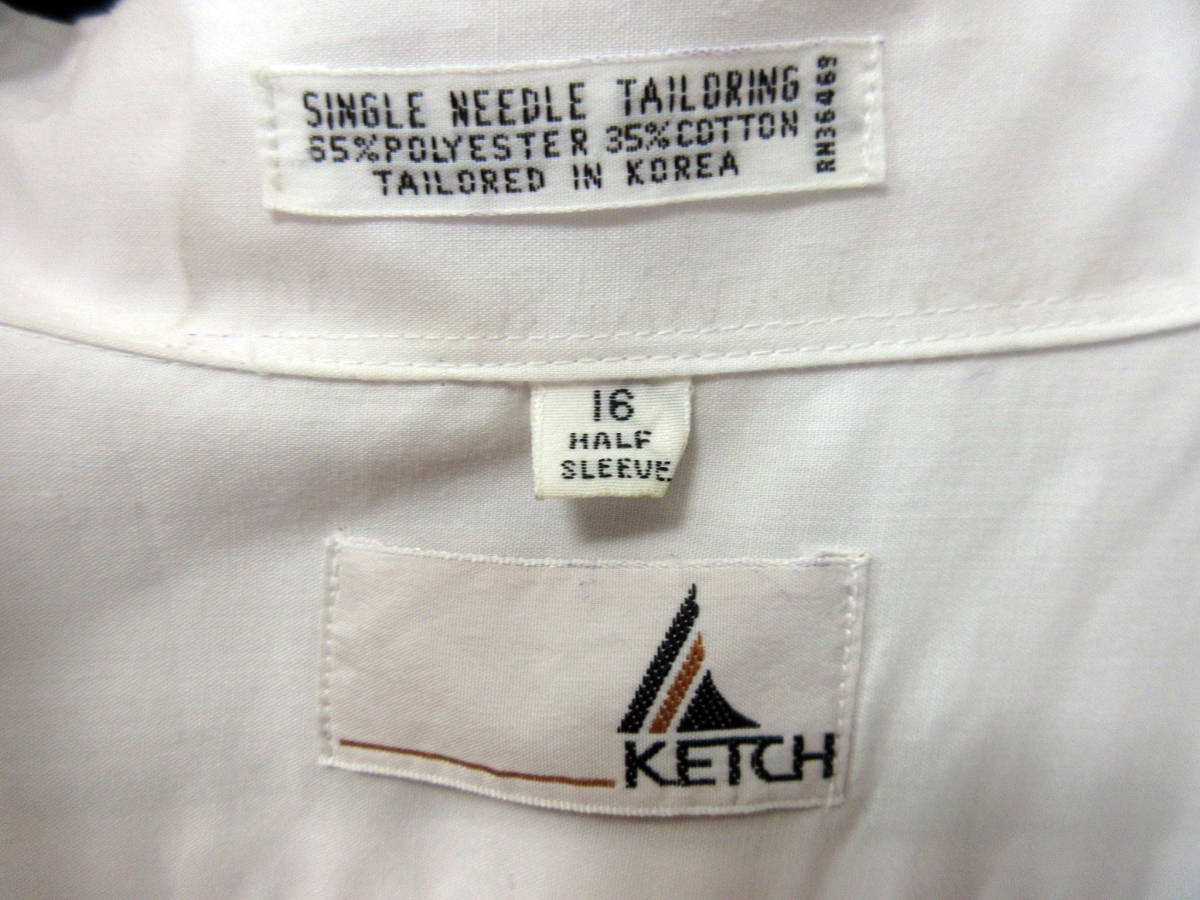 SINGLE NEEDLE TAILORING
65%POLYESTER 35%COTTON
TAILORED IN KOREA
RN36469
16
HALF
SLEEVE
KETCH